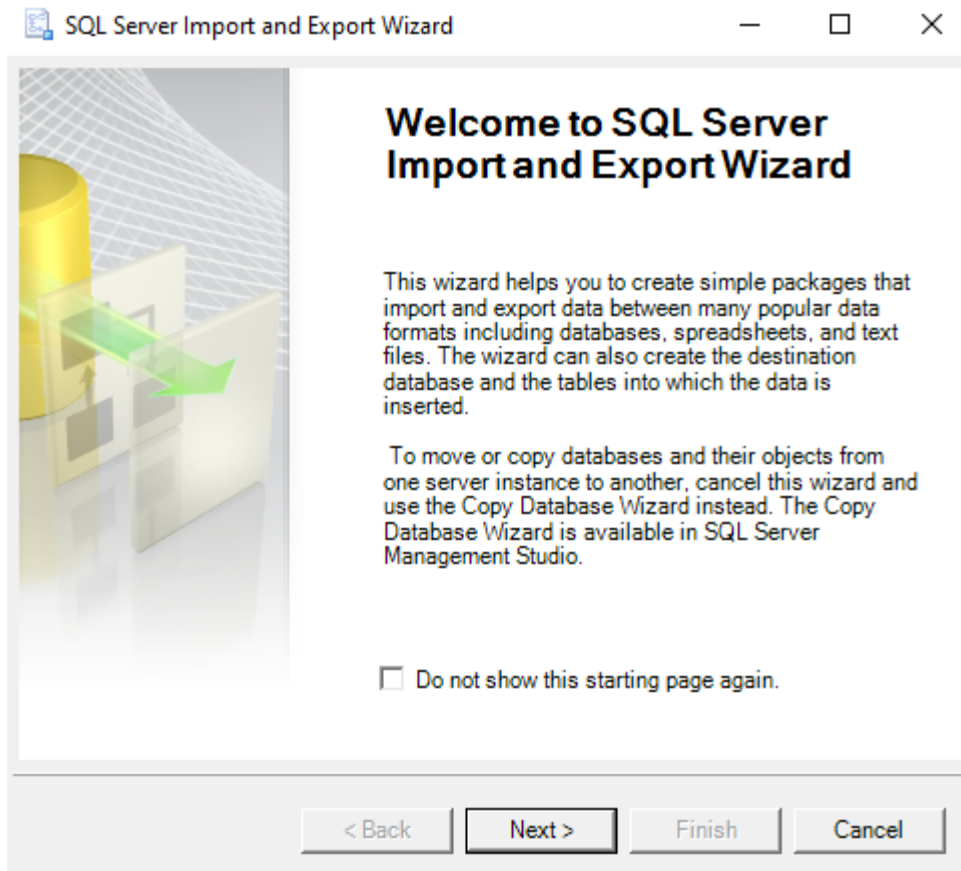 SQL Server Import and Export Wizard
Welcome to SQL Server
Import and Export Wizard
This wizard helps you to create simple packages that
import and export data between many popular data
formats including databases, spreadsheets, and text
files. The wizard can also create the destination
database and the tables into which the data is
inserted.
To move or copy databases and their objects from
one server instance to another, cancel this wizard and
use the Copy Database Wizard instead. The Copy
Database Wizard is available in SQL Server
Management Studio.
Do not show this starting page again.
< Back Next > Finish Cancel